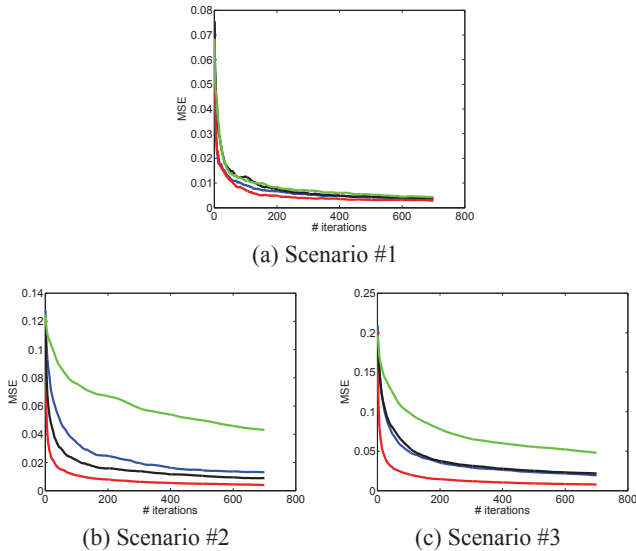 0.08
0.07
0.06
0.05
0.04
0.03
0.02
0.01
0
MSE
0 200 400 600 800
# iterations
(a) Scenario #1
0.14
0.12
0.1
0.08
0.06
0.04
0.02
0
MSE
0 200 400 600 800
# iterations
(b) Scenario #2
0.25
0.2
0.15
0.1
0.05
0
MSE
0 200 400 600 800
# iterations
(c) Scenario #3